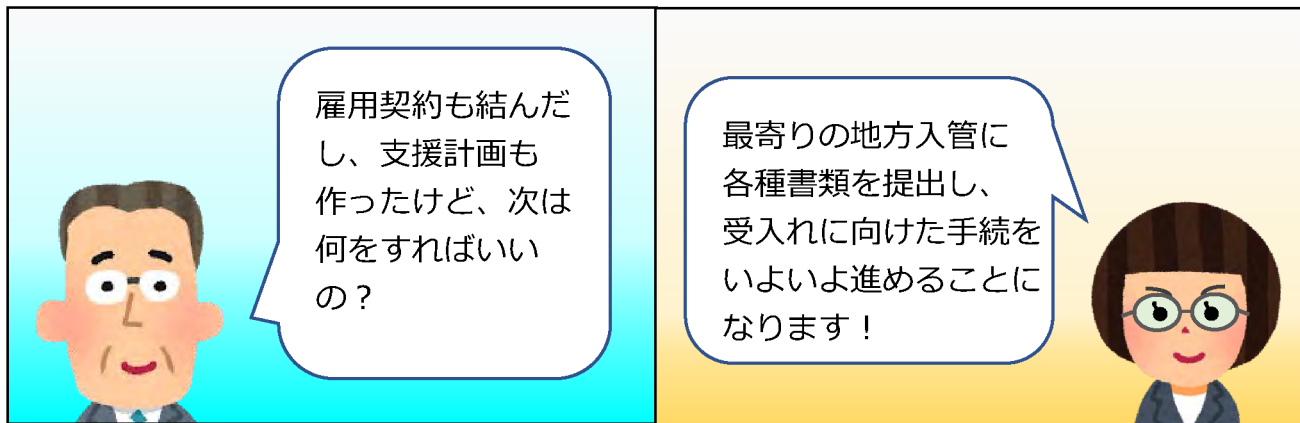 雇用契約も結んだ
し、支援計画も
作ったけど、次は
何をすればいい
の？
最寄りの地方入管に
各種書類を提出し、
受入れに向けた手続を
いよいよ進めることに
なります！